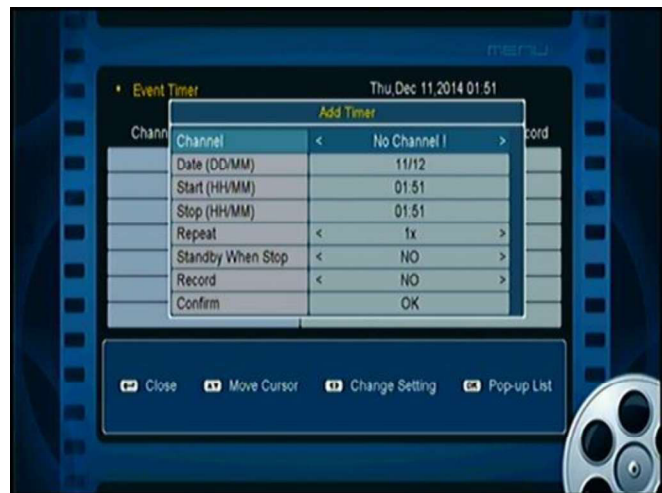 menu
Event Timer Thu,Dec 11,2014 01:51
Add Timer
Chann
cord
Channel < No Channel ! >
Date (DD/MM) 11/12
Start (HH/MM) 01:51
Stop (HH/MM) 01:51
Repeat < 1x >
Standby When Stop < NO >
Record < NO >
Confirm OK
Close Move Cursor Change Setting OK Pop-up List